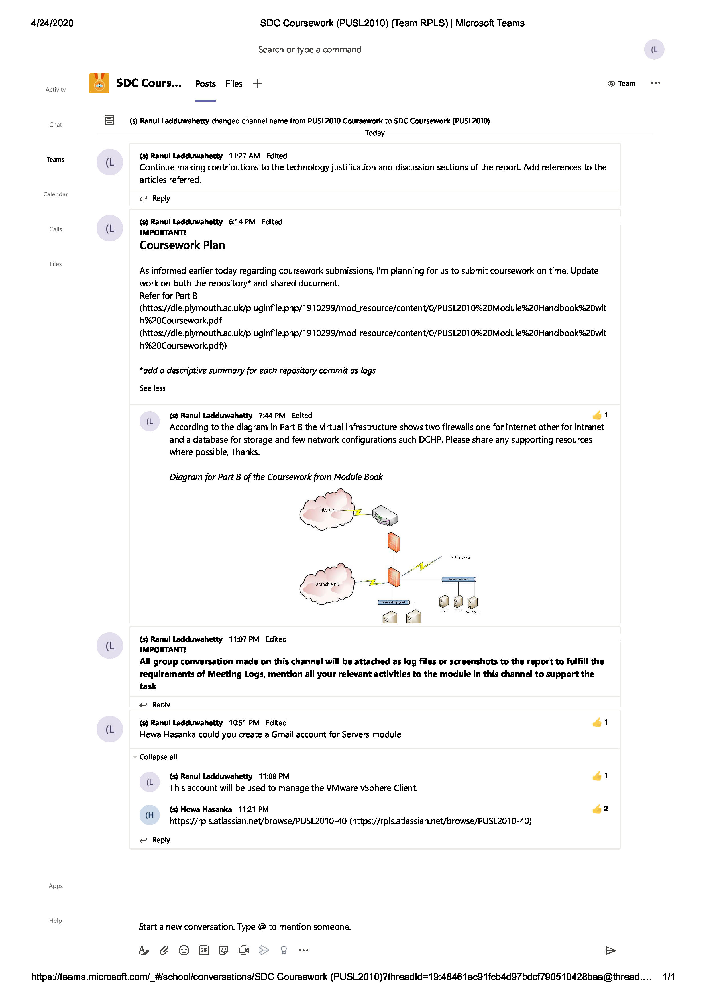 4/24/2020 SDC Coursework (PUSL2010) (Team RPLS) | Microsoft Teams
Search or type a command (L
SDC Cours... Posts Files Team
Activity
(s) Ranul Ladduwahetty changed channel name from PUSL2010 Coursework to SDC Coursework (PUSL2010).
Chat
Today
Teams
(L
(s) Ranul Ladduwahetty 11:27 AM Edited
Continue making contributions to the technology justification and discussion sections of the report. Add references to the
articles referred.
Calendar
Reply
(L
(s) Ranul Ladduwahetty 6:14 PM Edited
Calls
IMPORTANT!
Coursework Plan
Files
As informed earlier today regarding coursework submissions, I'm planning for us to submit coursework on time. Update
work on both the repository* and shared document.
Refer for Part B
(https://dle.plymouth.ac.uk/pluginfile.php/1910299/mod_resource/content/0/PUSL2010%20Module%20Handbook%20wit
h%20Coursework.pdf
(https://dle.plymouth.ac.uk/pluginfile.php/1910299/mod_resource/content/0/PUSL2010%20Module%20Handbook%20wit
h%20Coursework.pdf))
*add a descriptive summary for each repository commit as logs
See less
(L
(s) Ranul Ladduwahetty 7:44 PM Edited 1
According to the diagram in Part B the virtual infrastructure shows two firewalls one for internet other for intranet
and a database for storage and few network configurations such DCHP. Please share any supporting resources
where possible, Thanks.
Diagram for Part B of the Coursework from Module Book
Internet
To the banks
Server Segment
Branch VPN
Internal Network
DNS NTP WEB App
(L
(s) Ranul Ladduwahetty 11:07 PM Edited
IMPORTANT!
All group conversation made on this channel will be attached as log files or screenshots to the report to fulfill the
requirements of Meeting Logs, mention all your relevant activities to the module in this channel to support the
task
Reply
(L
(s) Ranul Ladduwahetty 10:51 PM Edited 1
Hewa Hasanka could you create a Gmail account for Servers module
Collapse all
(L
(s) Ranul Ladduwahetty 11:08 PM 1
This account will be used to manage the VMware vSphere Client.
(H
(s) Hewa Hasanka 11:21 PM 2
https://rpls.atlassian.net/browse/PUSL2010-40 (https://rpls.atlassian.net/browse/PUSL2010-40)
Reply
Apps
Help
Start a new conversation. Type @ to mention someone.
GIF
https://teams.microsoft.com/_#/school/conversations/SDC Coursework (PUSL2010)?threadId=19:48461ec91fcb4d97bdcf790510428baa@thread.... 1/1